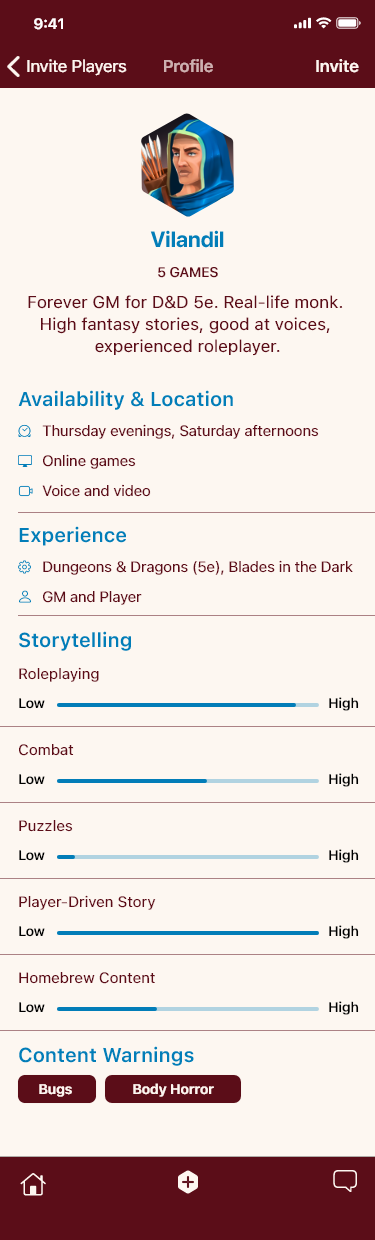 9:41
Invite Players Profile Invite
Vilandil
5 GAMES
Forever GM for D&D 5e. Real-life monk.
High fantasy stories, good at voices,
experienced roleplayer.
Availability & Location
Thursday evenings, Saturday afternoons
Online games
Voice and video
Experience
Dungeons & Dragons (5e), Blades in the Dark
GM and Player
Storytelling
Roleplaying
Low High
Combat
Low High
Puzzles
Low High
Player-Driven Story
Low High
Homebrew Content
Low High
Content Warnings
Bugs Body Horror